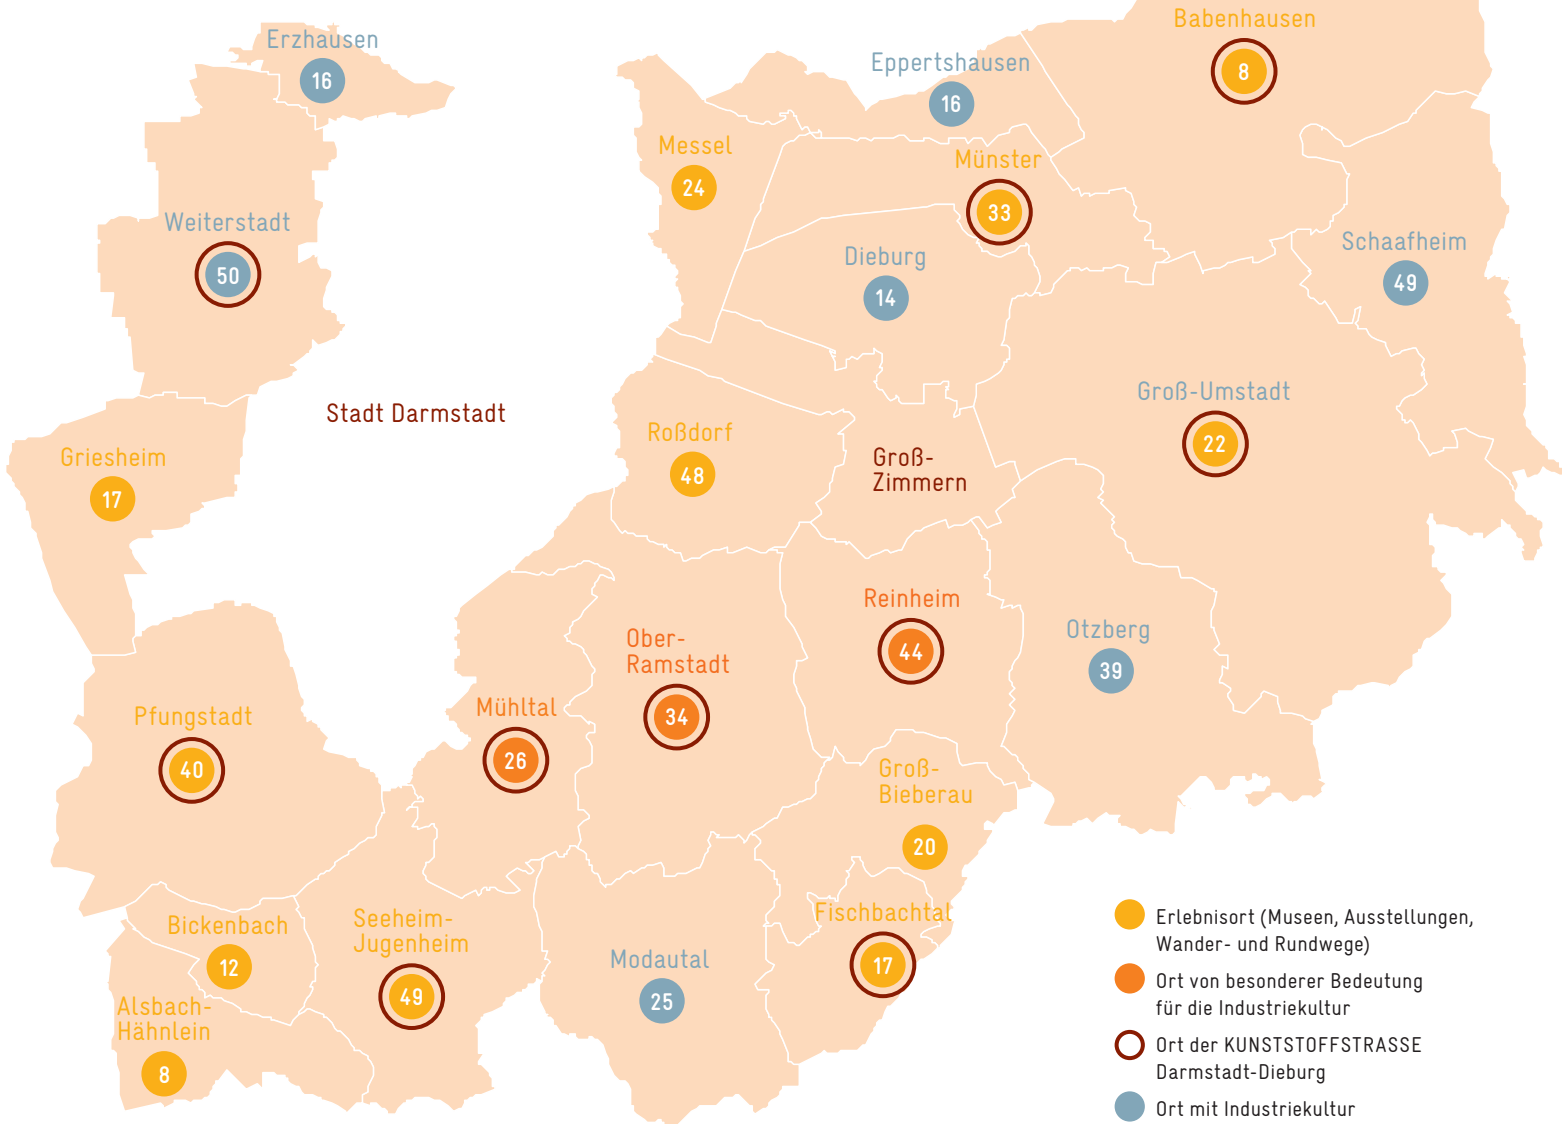 Babenhausen
8
Erzhausen
16
Eppertshausen
16
Messel
24
Münster
33
Weiterstadt
50
Dieburg
14
Schaafheim
49
Stadt Darmstadt
Groß-Umstadt
22
Griesheim
17
Roßdorf
48
Groß-
Zimmern
Reinheim
44
Ober-
Ramstadt
34
Otzberg
39
Mühltal
26
Pfungstadt
40
Groß-
Bieberau
20
Fischbachtal
17
Bickenbach
12
Seeheim-
Jugenheim
49
Modautal
25
Alsbach-
Hähnlein
8
Erlebnisort (Museen, Ausstellungen,
Wander- und Rundwege)
Ort von besonderer Bedeutung
für die Industriekultur
Ort der KUNSTSTOFFSTRASSE
Darmstadt-Dieburg
Ort mit Industriekultur